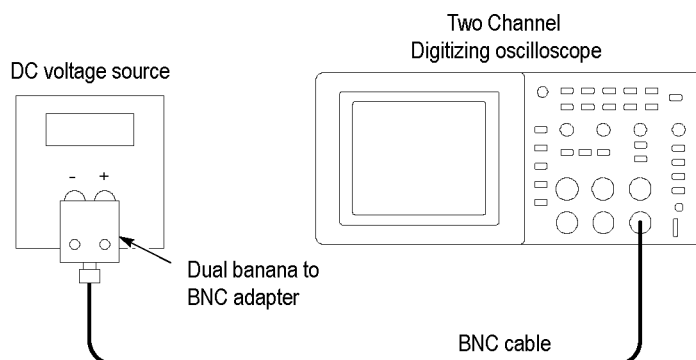 Two Channel
Digitizing oscilloscope
DC voltage source
- +
Dual banana to
BNC adapter
BNC cable